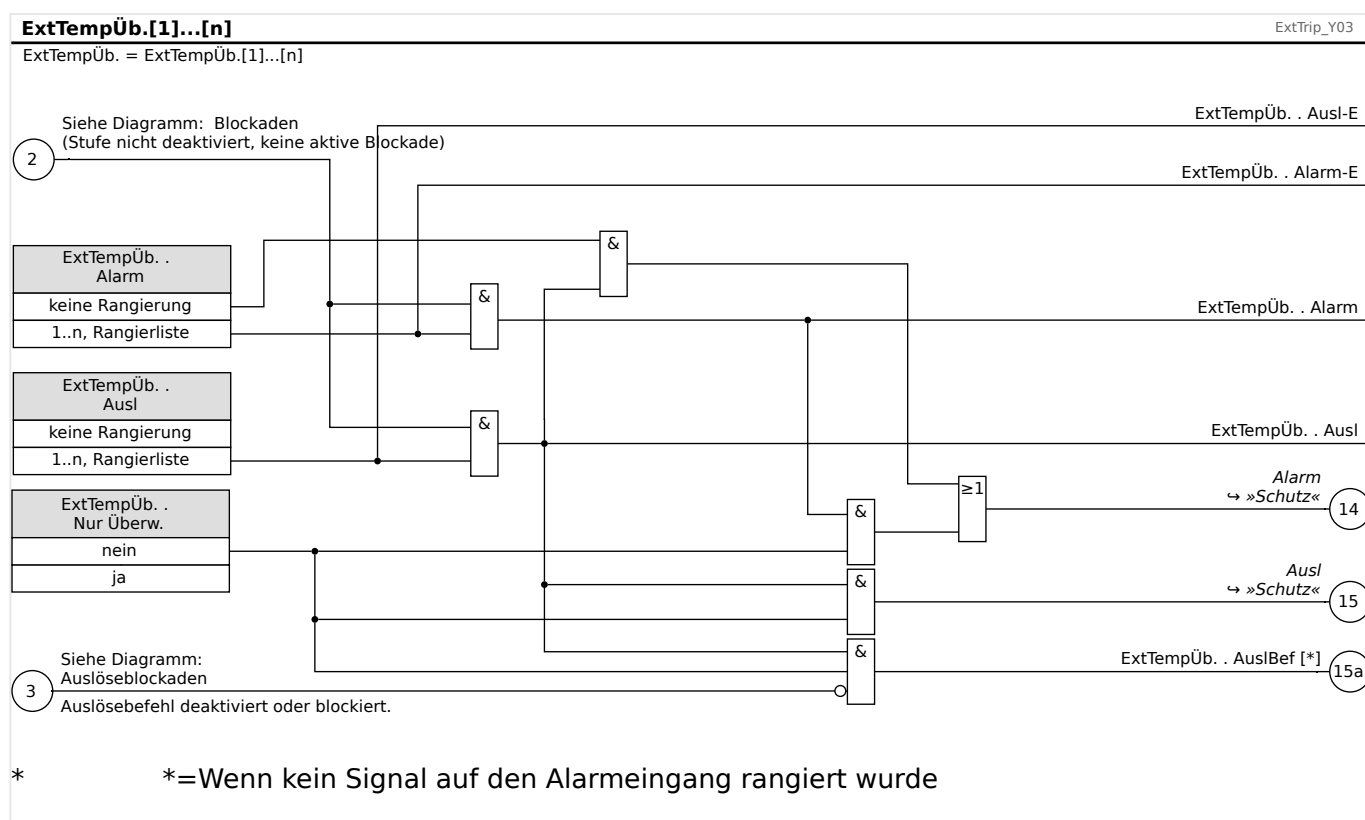 ExtTempÜb.[1]...[n]
ExtTrip_Y03
ExtTempÜb. = ExtTempÜb.[1]...[n]
Siehe Diagramm: Blockaden
(Stufe nicht deaktiviert, keine aktive Blockade)
2
ExtTempÜb. . Ausl-E
ExtTempÜb. . Alarm-E
ExtTempÜb. .
Alarm
keine Rangierung
1..n, Rangierliste
&
&
ExtTempÜb. . Alarm
ExtTempÜb. .
Ausl
keine Rangierung
1..n, Rangierliste
&
ExtTempÜb. . Ausl
ExtTempÜb. .
Nur Überw.
nein
ja
&
≥1
Alarm
↪ »Schutz«
14
&
Ausl
↪ »Schutz«
15
Siehe Diagramm:
Auslöseblockaden
3
Auslösebefehl deaktiviert oder blockiert.
&
ExtTempÜb. . AuslBef [*]
15a
* *=Wenn kein Signal auf den Alarmeingang rangiert wurde